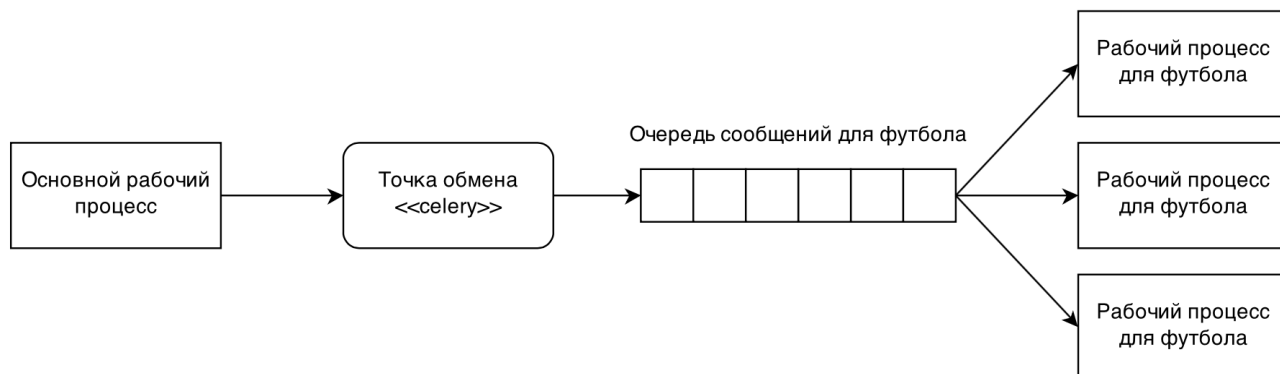 Основной рабочий
процесс
Точка обмена
<<celery>>
Очередь сообщений для футбола
Рабочий процесс
для футбола
Рабочий процесс
для футбола
Рабочий процесс
для футбола